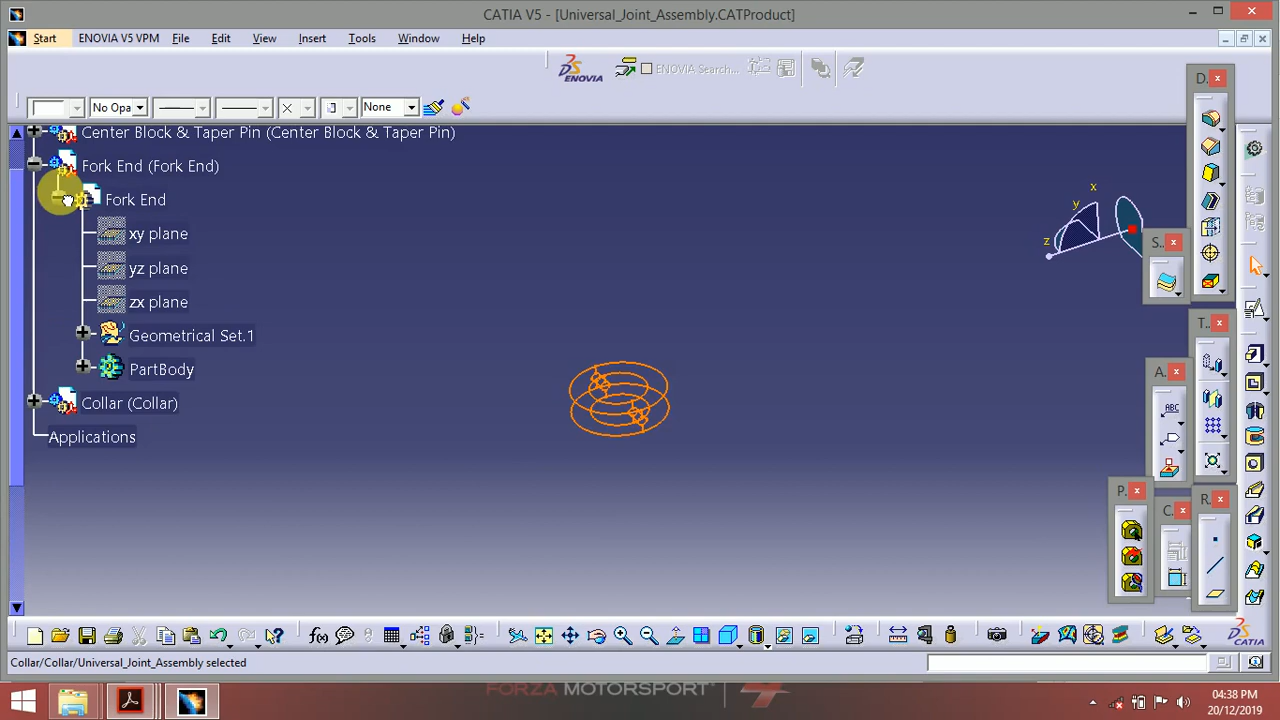 CATIA V5 - [Universal_Joint_Assembly.CATProduct]
Start ENOVIA V5 VPM File Edit View Insert Tools Window Help
ENOVIA
ENOVIA Search...
No Opa None
D.
Center Block & Taper Pin (Center Block & Taper Pin)
Fork End (Fork End)
Fork End
xy plane
yz plane
zx plane
Geometrical Set.1
PartBody
Collar (Collar)
Applications
x
y
z
S..
T..
A.
ABC
P.
C.
R.
f(x)
CATIA
Collar/Collar/Universal_Joint_Assembly selected
FORZA MOTORSPORT
04:38 PM
20/12/2019